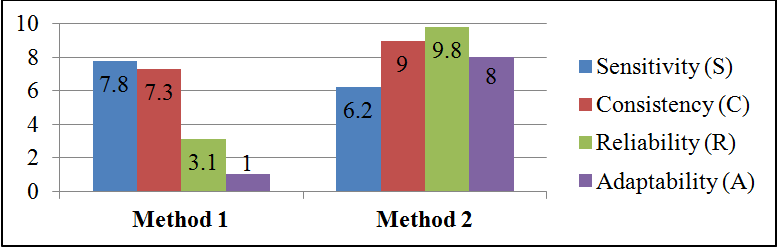 10
8
6
4
2
0
7.8
7.3
3.1
1
6.2
9
9.8
8
Method 1
Method 2
Sensitivity (S)
Consistency (C)
Reliability (R)
Adaptability (A)